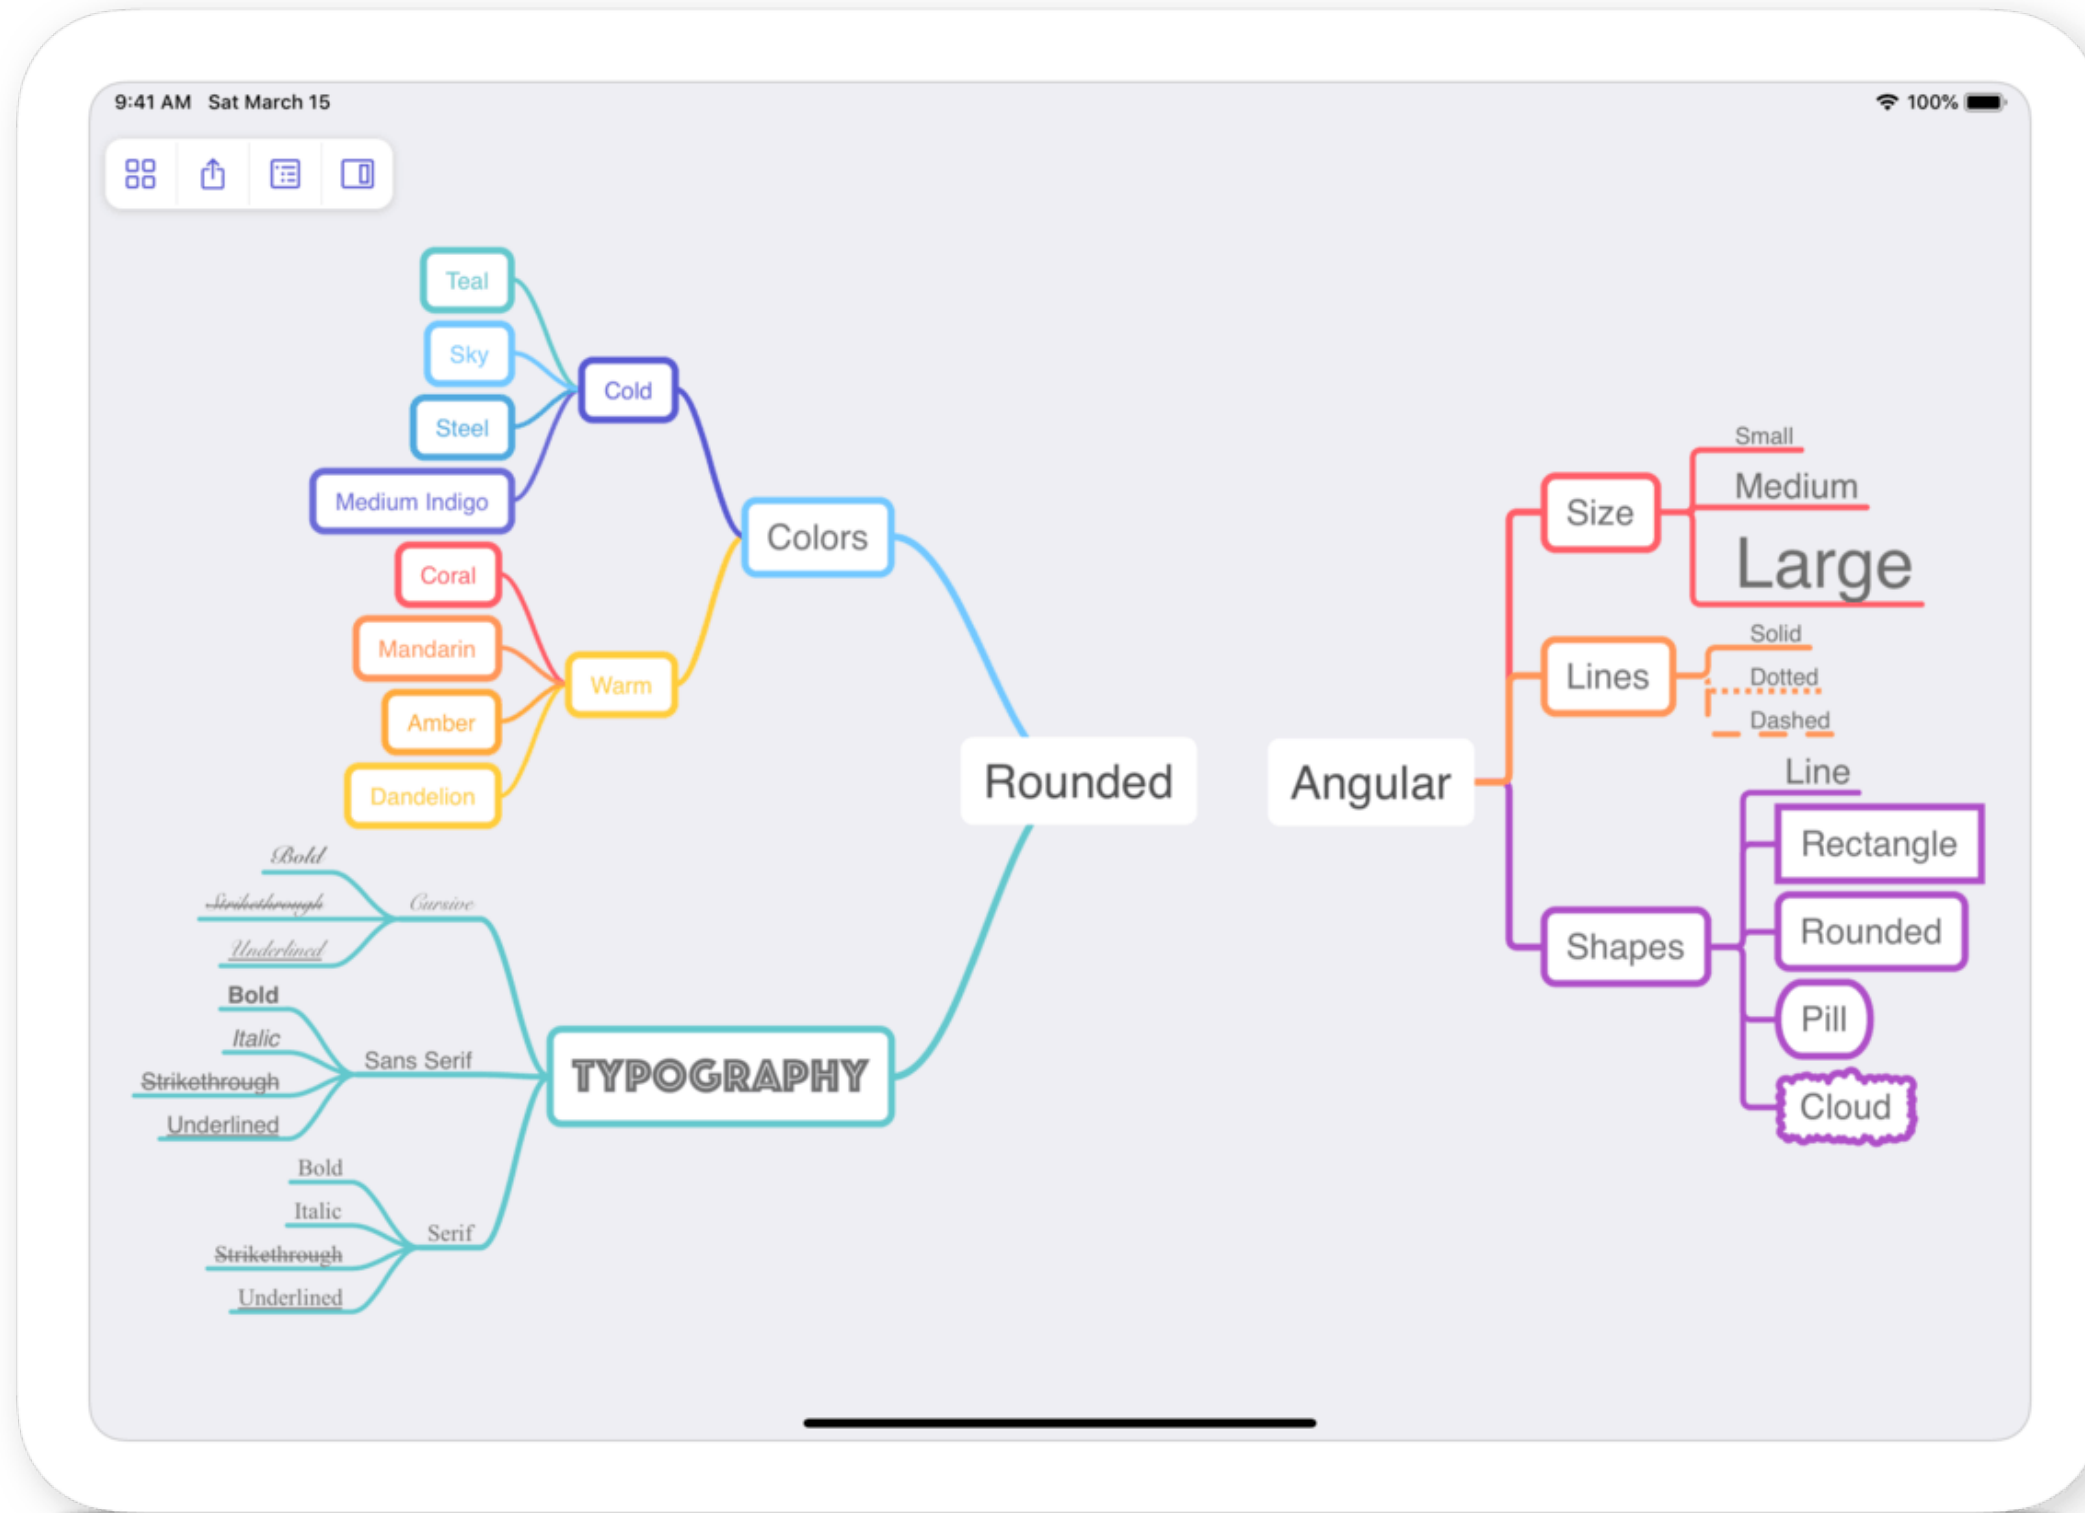 9:41 AM Sat March 15
100%
Teal
Sky
Steel
Medium Indigo
Cold
Coral
Mandarin
Amber
Dandelion
Warm
Colors
Rounded
Bold
Strikethrough
Underlined
Cursive
Bold
Italic
Strikethrough
Underlined
Sans Serif
Bold
Italic
Strikethrough
Underlined
Serif
TYPOGRAPHY
Angular
Size
Small
Medium
Large
Lines
Solid
Dotted
Dashed
Shapes
Line
Rectangle
Rounded
Pill
Cloud